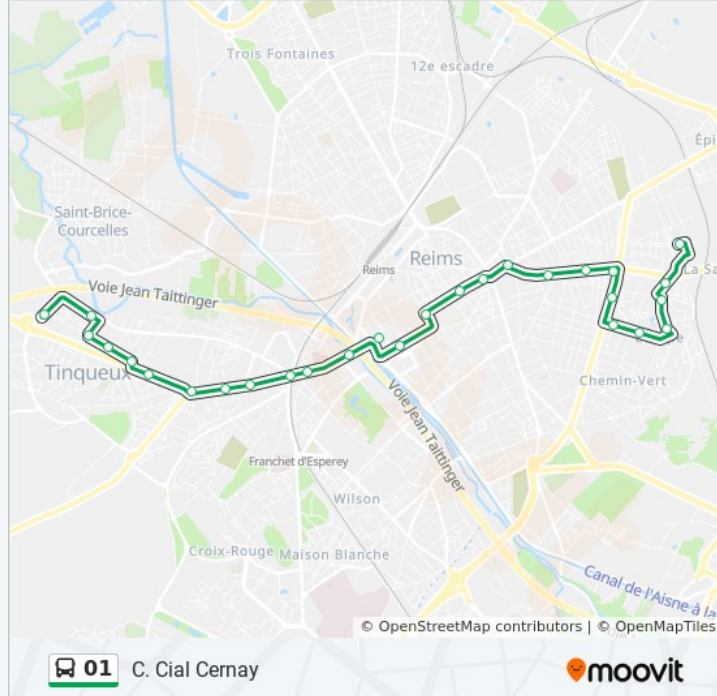 Trois Fontaines
12e escadre
Épi
Saint-Brice-
Courcelles
Reims
Reims
La Sa
Voie Jean Taittinger
Tinqueux
Chemin-Vert
Voie Jean Taittinger
Franchet d'Esperey
Wilson
Croix-Rouge
Maison Blanche
Canal de l'Aisne à la
© OpenStreetMap contributors | © OpenMapTiles
01 C. Cial Cernay
moovit